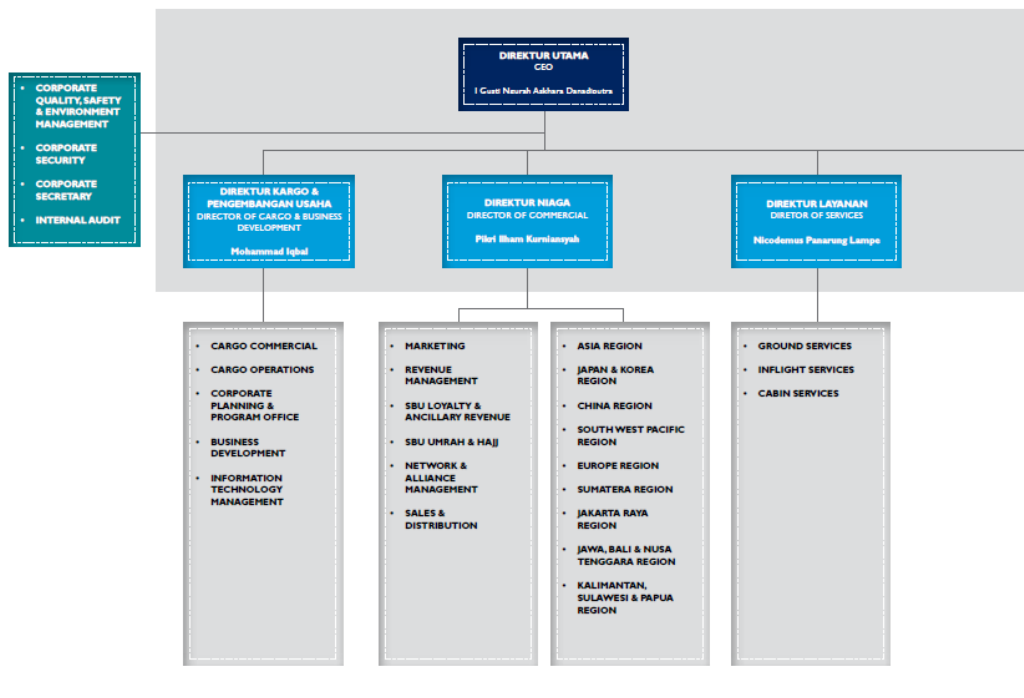 DIREKTUR UTAMA
CEO
I Gusti Ngurah Askhara Danadiputra
• CORPORATE
QUALITY, SAFETY
& ENVIRONMENT
MANAGEMENT
• CORPORATE
SECURITY
• CORPORATE
SECRETARY
• INTERNAL AUDIT
DIREKTUR KARGO &
PENGEMBANGAN USAHA
DIRECTOR OF CARGO & BUSINESS
DEVELOPMENT
Mohammad Iqbal
DIREKTUR NIAGA
DIRECTOR OF COMMERCIAL
Pikri Ilham Kurniansyah
DIREKTUR LAYANAN
DIRETOR OF SERVICES
Nicodemus Panarung Lampe
• CARGO COMMERCIAL
• CARGO OPERATIONS
• CORPORATE
PLANNING &
PROGRAM OFFICE
• BUSINESS
DEVELOPMENT
• INFORMATION
TECHNOLOGY
MANAGEMENT
• MARKETING
• REVENUE
MANAGEMENT
• SBU LOYALTY &
ANCILLARY REVENUE
• SBU UMRAH & HAJJ
• NETWORK &
ALLIANCE
MANAGEMENT
• SALES &
DISTRIBUTION
• ASIA REGION
• JAPAN & KOREA
REGION
• CHINA REGION
• SOUTH WEST PACIFIC
REGION
• EUROPE REGION
• SUMATERA REGION
• JAKARTA RAYA
REGION
• JAWA, BALI & NUSA
TENGGARA REGION
• KALIMANTAN,
SULAWESI & PAPUA
REGION
• GROUND SERVICES
• INFLIGHT SERVICES
• CABIN SERVICES